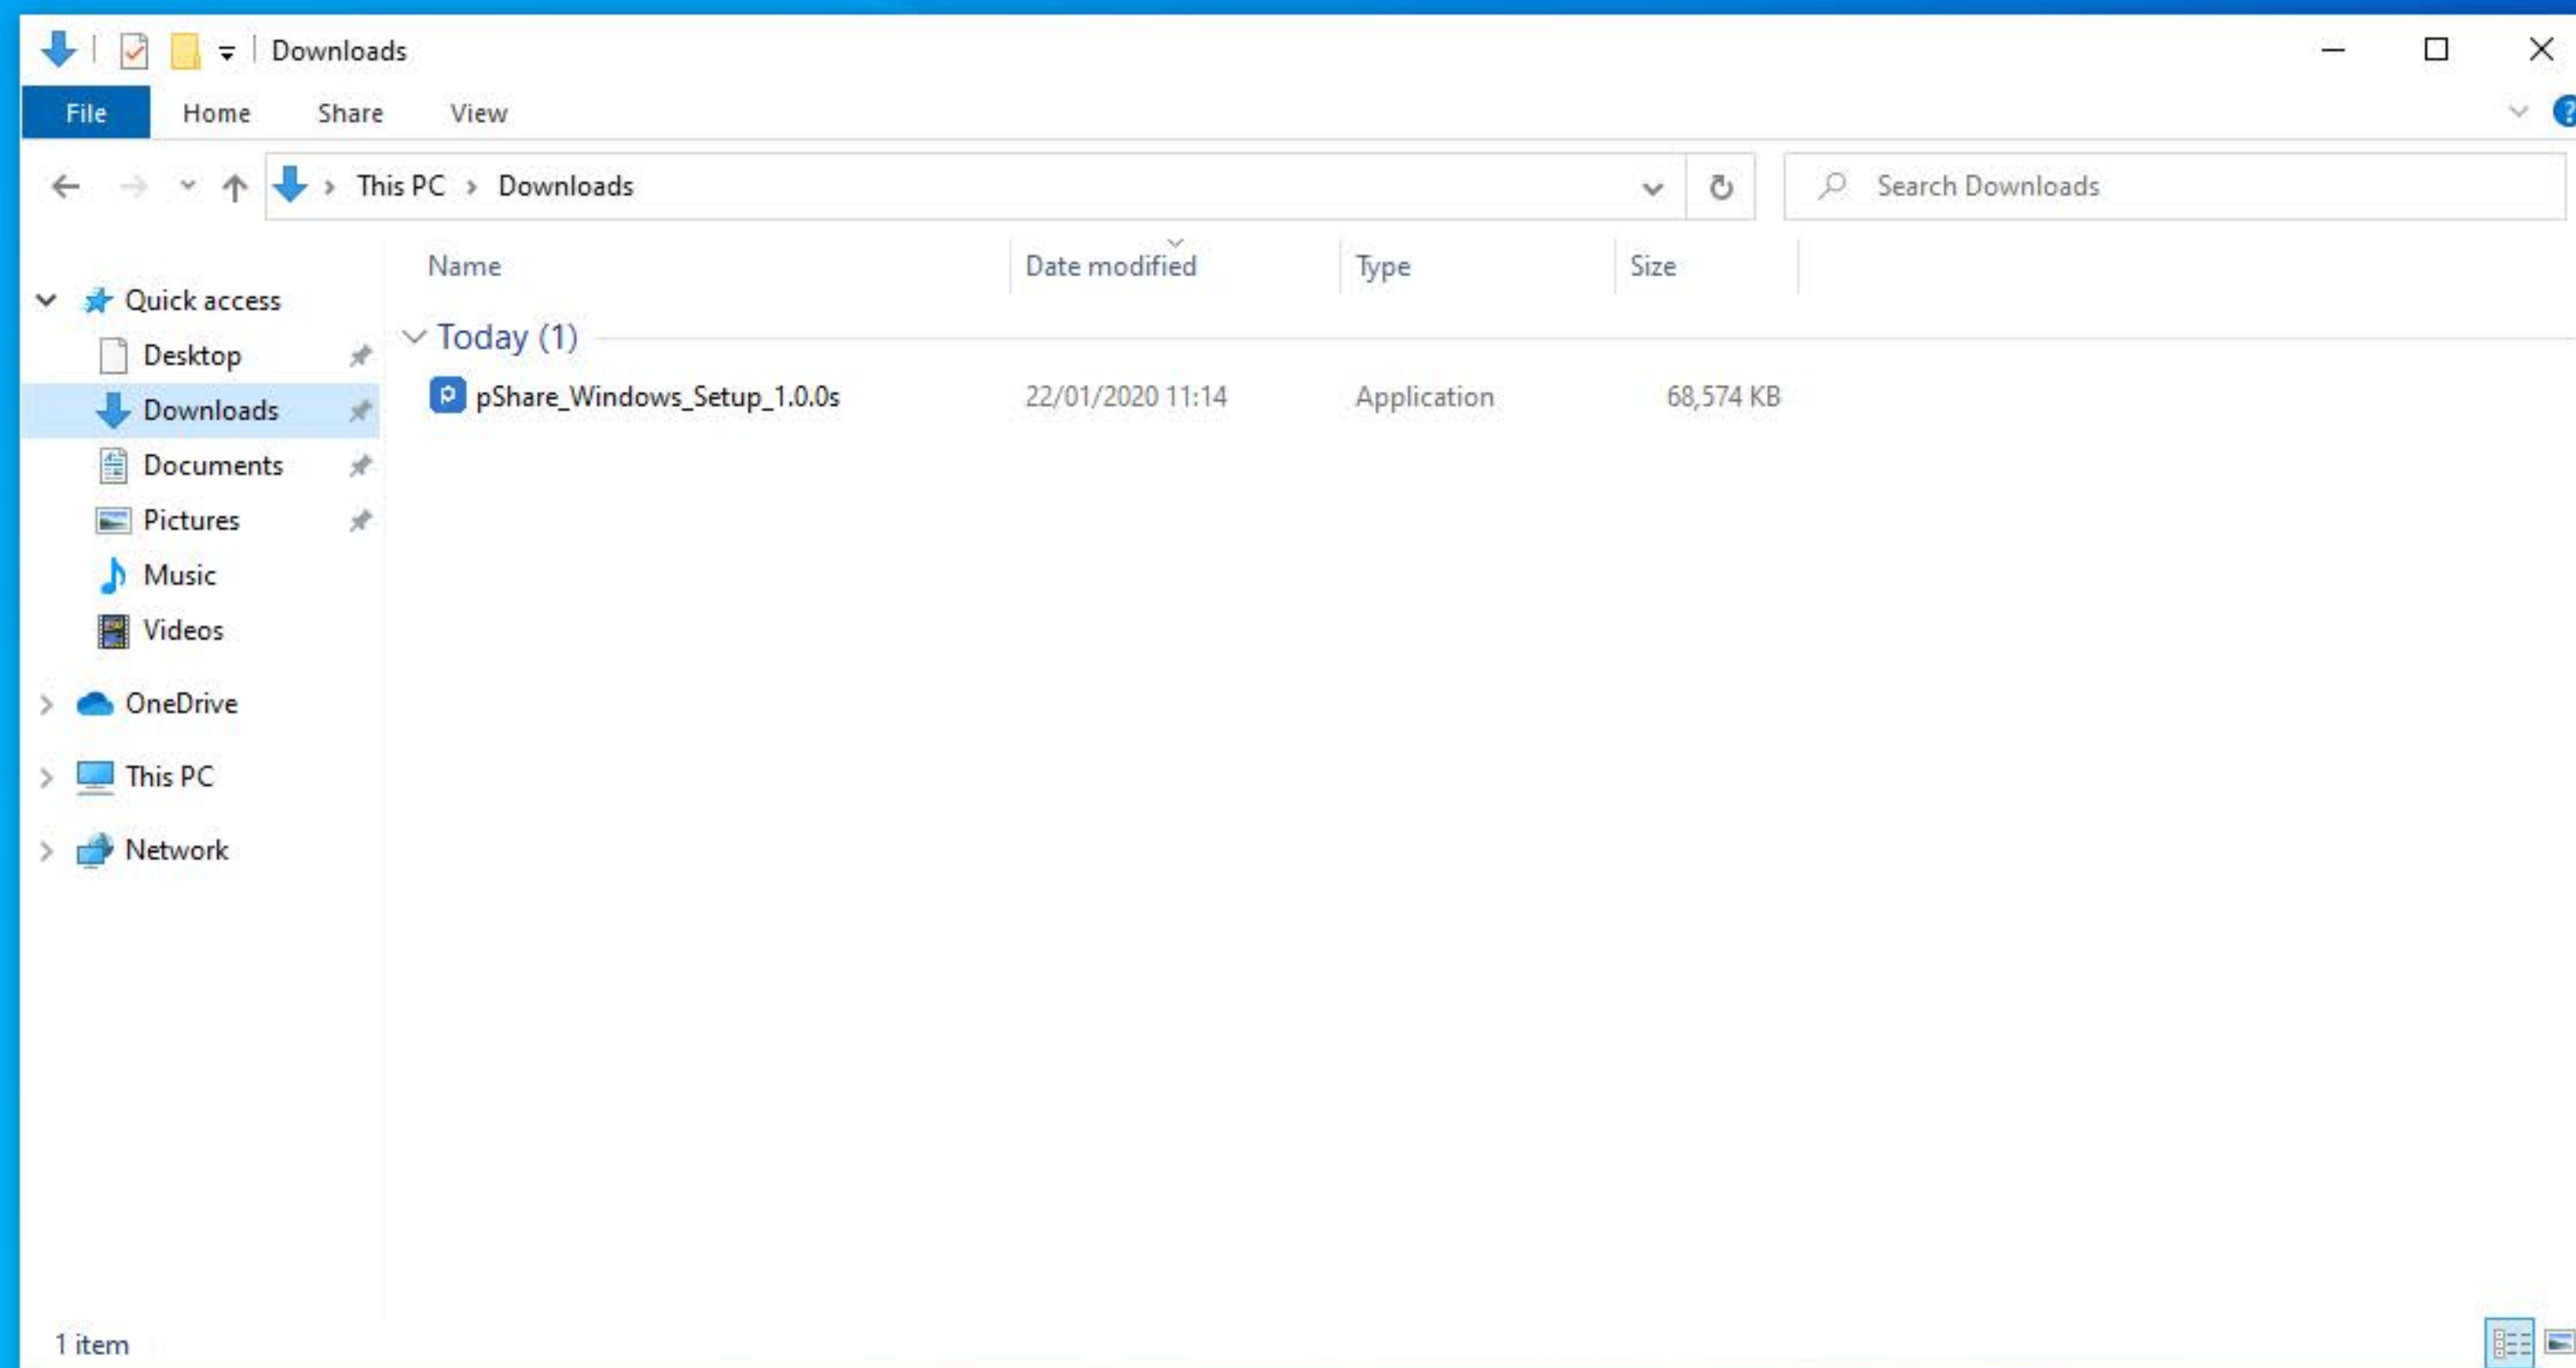 Downloads
File Home Share View
This PC > Downloads
Search Downloads
Name Date modified Type Size
Quick access
Today (1)
Desktop
pShare_Windows_Setup_1.0.0s 22/01/2020 11:14 Application 68,574 KB
Downloads
Documents
Pictures
Music
Videos
OneDrive
This PC
Network
1 item